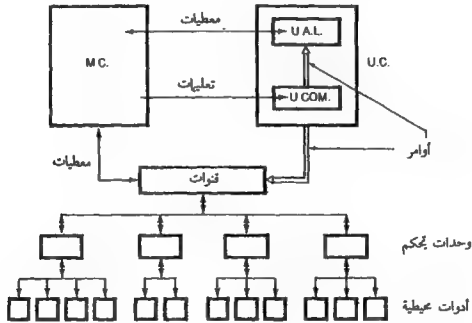 معطيات
U A.L.
M C.
U.C.
تعليمات
U COM.
أوامر
معطيات
قنوات
وحدات تحكم
أدوات محيطية